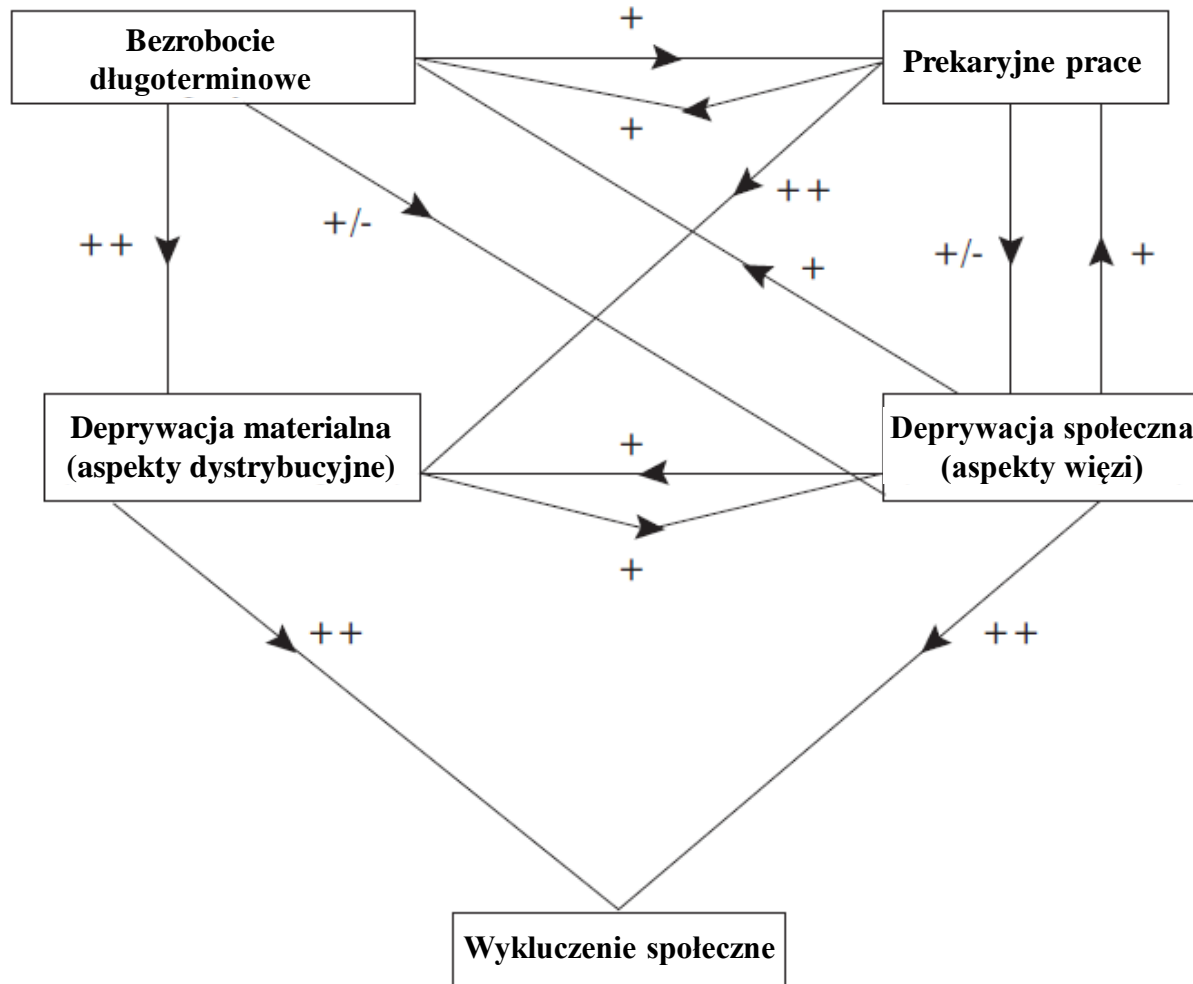 +
Bezrobocie
długoterminowe
Prekaryjne prace
+
++
+/-
++
+
+/-
+
Deprywacja materialna
(aspekty dystrybucyjne)
+
Deprywacja społeczna
(aspekty więzi)
+
++
++
Wykluczenie społeczne